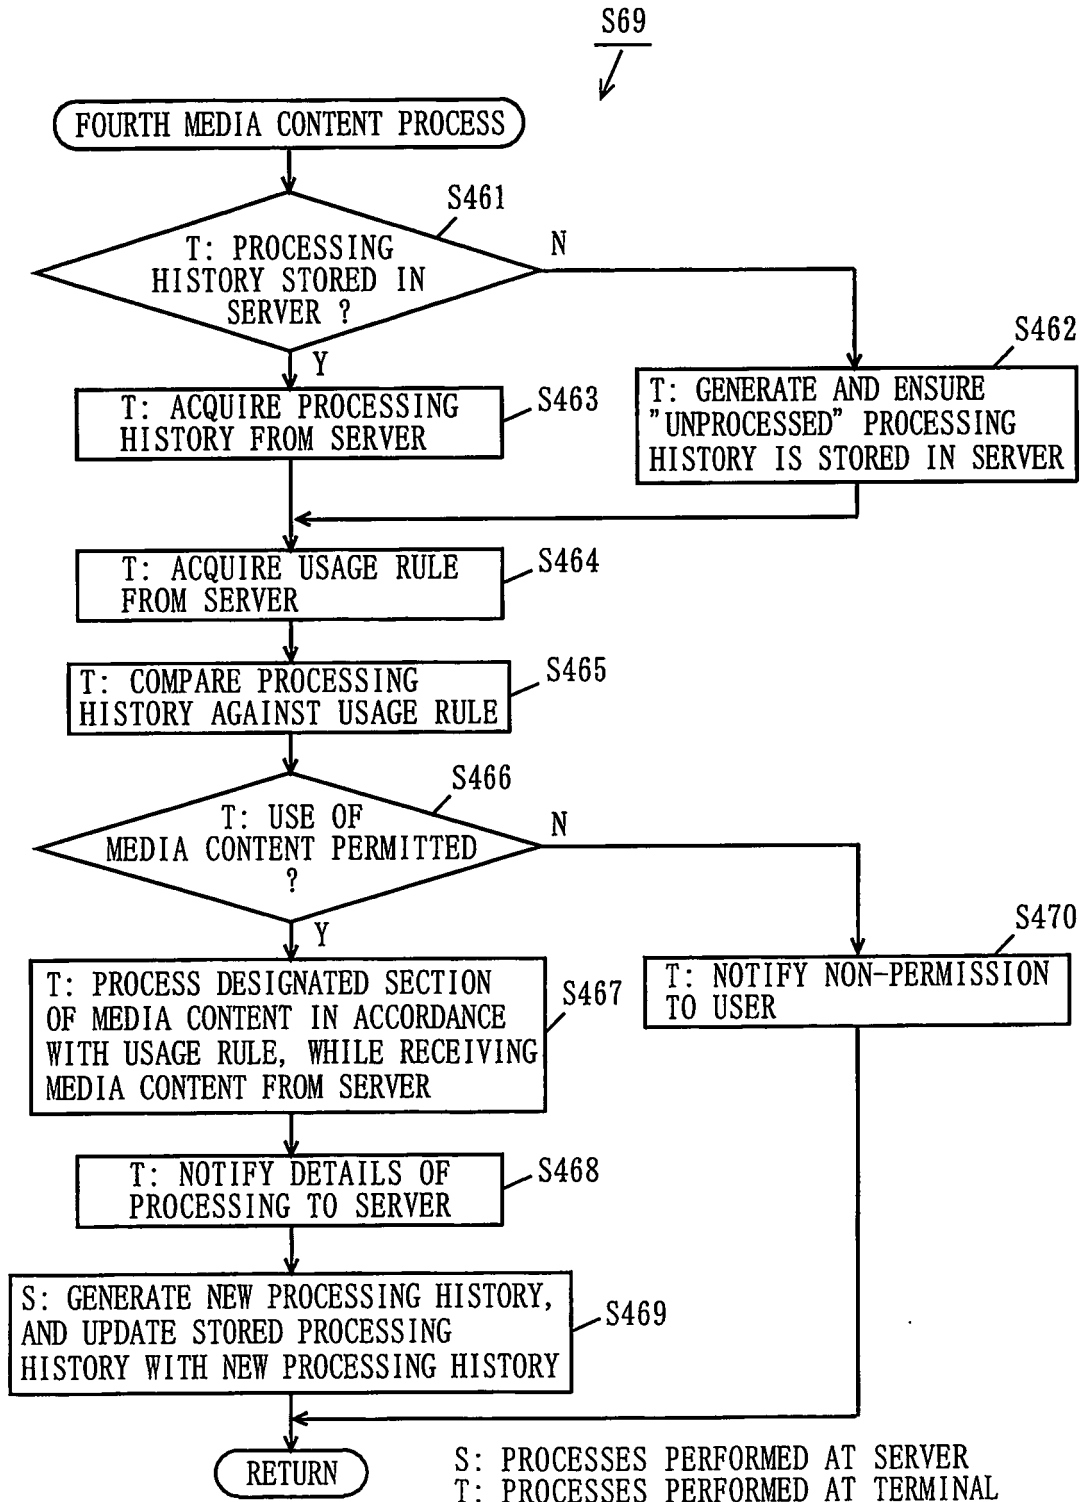 S69
FOURTH MEDIA CONTENT PROCESS
S461
T: PROCESSING
HISTORY STORED IN
SERVER ?
N
Y
S462
T: GENERATE AND ENSURE
"UNPROCESSED" PROCESSING
HISTORY IS STORED IN SERVER
S463
T: ACQUIRE PROCESSING
HISTORY FROM SERVER
S464
T: ACQUIRE USAGE RULE
FROM SERVER
S465
T: COMPARE PROCESSING
HISTORY AGAINST USAGE RULE
S466
T: USE OF
MEDIA CONTENT PERMITTED
?
N
Y
S470
T: NOTIFY NON-PERMISSION
TO USER
S467
T: PROCESS DESIGNATED SECTION
OF MEDIA CONTENT IN ACCORDANCE
WITH USAGE RULE, WHILE RECEIVING
MEDIA CONTENT FROM SERVER
S468
T: NOTIFY DETAILS OF
PROCESSING TO SERVER
S469
S: GENERATE NEW PROCESSING HISTORY,
AND UPDATE STORED PROCESSING
HISTORY WITH NEW PROCESSING HISTORY
RETURN
S: PROCESSES PERFORMED AT SERVER
T: PROCESSES PERFORMED AT TERMINAL